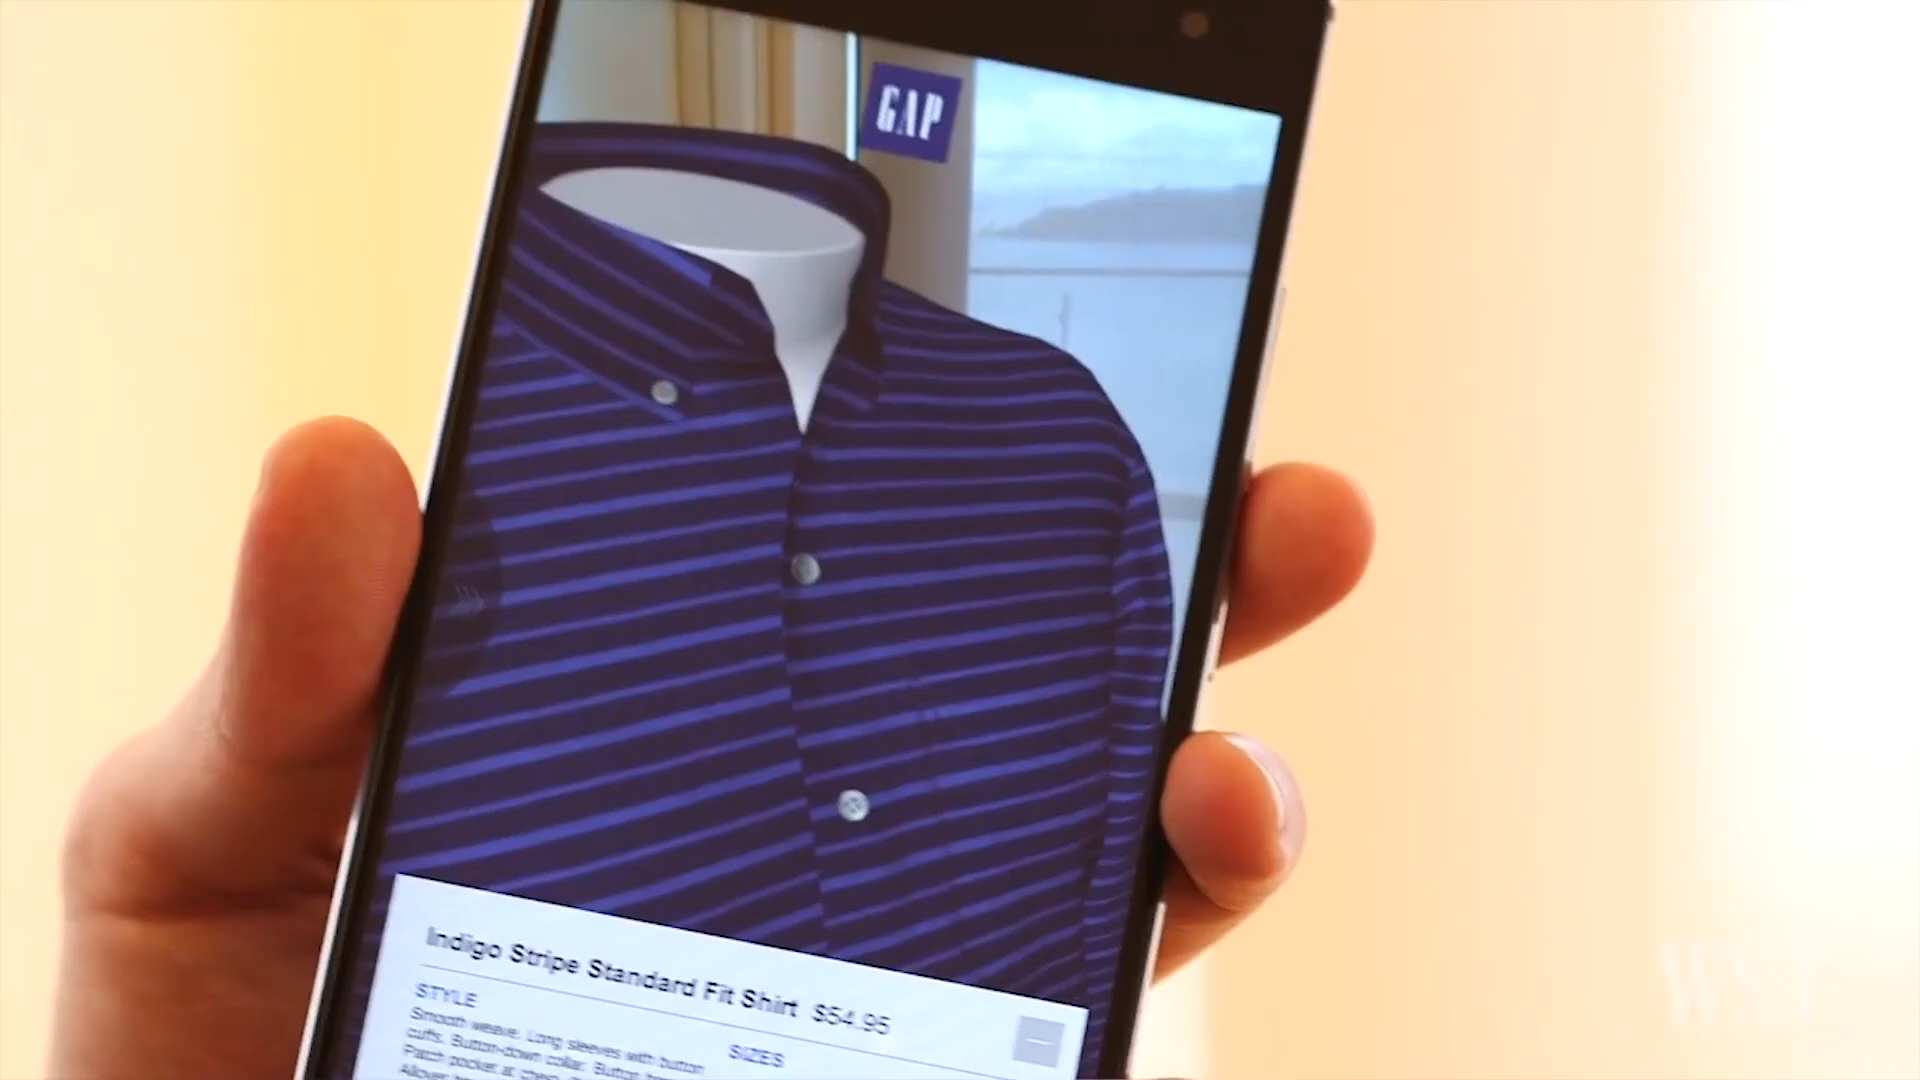 GAP
Indigo Stripe Standard Fit Shirt $54.95
STYLE
Smooth weave. Long sleeves with button
cuffs. Button-down collar. Button
Patch pocket at chest.
SIZES
WSJ